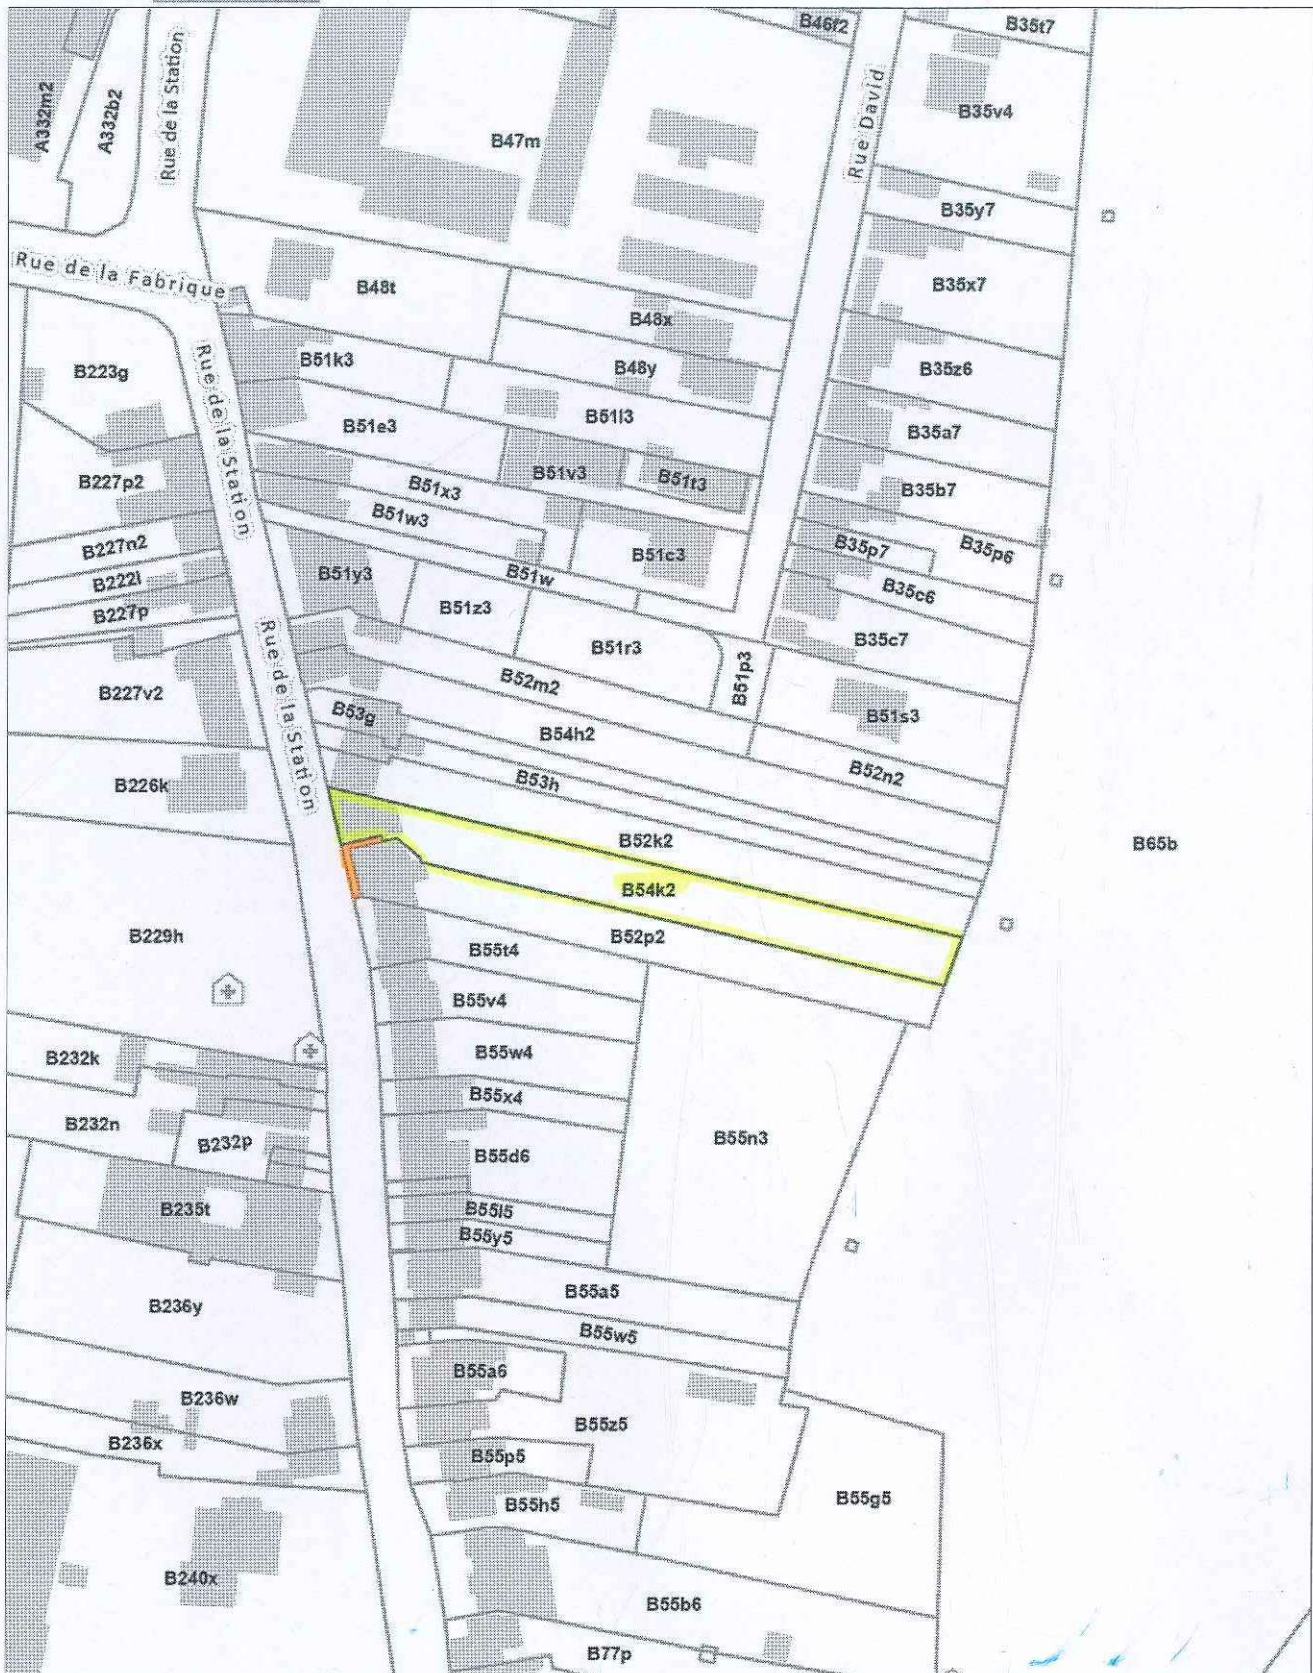 B46f2
B35t7
A332m2
A332b2
Rue de la Station
B47m
Rue David
B35v4
B35y7
Rue de la Fabrique
B48t
B35x7
B48x
B51k3
B48y
B35z6
B223g
Rue de la Station
B51l3
B51e3
B35a7
B227p2
B51v3
B51t3
B51x3
B35b7
B51w3
B227n2
B51c3
B35p7
B35p6
B222l
B51y3
B51w
B35c6
B227p
B51z3
B35c7
B51r3
B51p3
Rue de la Station
B52m2
B227v2
B53g
B51s3
B54h2
B52n2
B226k
B53h
B52k2
B65b
B54k2
B229h
B52p2
B55t4
B55v4
B232k
B55w4
B55x4
B232n
B232p
B55n3
B55d6
B235t
B55l5
B55y5
B236y
B55a5
B55w5
B55a6
B236w
B55z5
B236x
B55p5
B55h5
B55g5
B240x
B55b6
B77p